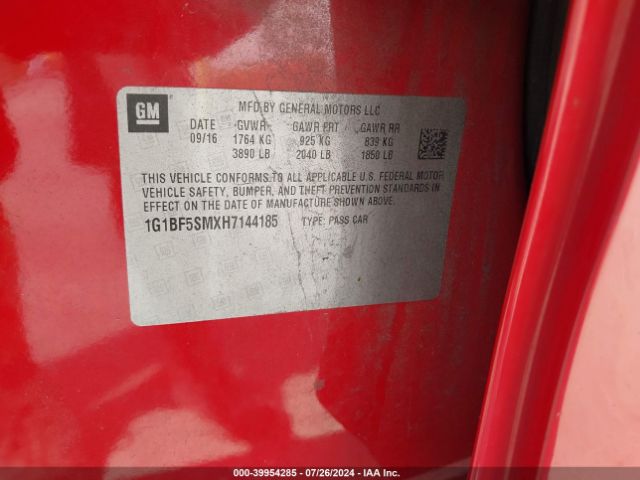 GM
MFD BY GENERAL MOTORS LLC
DATE GVWR GAWR FRT GAWR RR
09/16 1764 KG 925 KG 839 KG
3890 LB 2040 LB 1850 LB
THIS VEHICLE CONFORMS TO ALL APPLICABLE U.S. FEDERAL MOTOR
VEHICLE SAFETY, BUMPER, AND THEFT PREVENTION STANDARDS IN
EFFECT ON THE DATE OF MANUFACTURE SHOWN ABOVE.
1G1BF5SMXH7144185 TYPE: PASS CAR
000-39954285 - 07/26/2024 - IAA Inc.